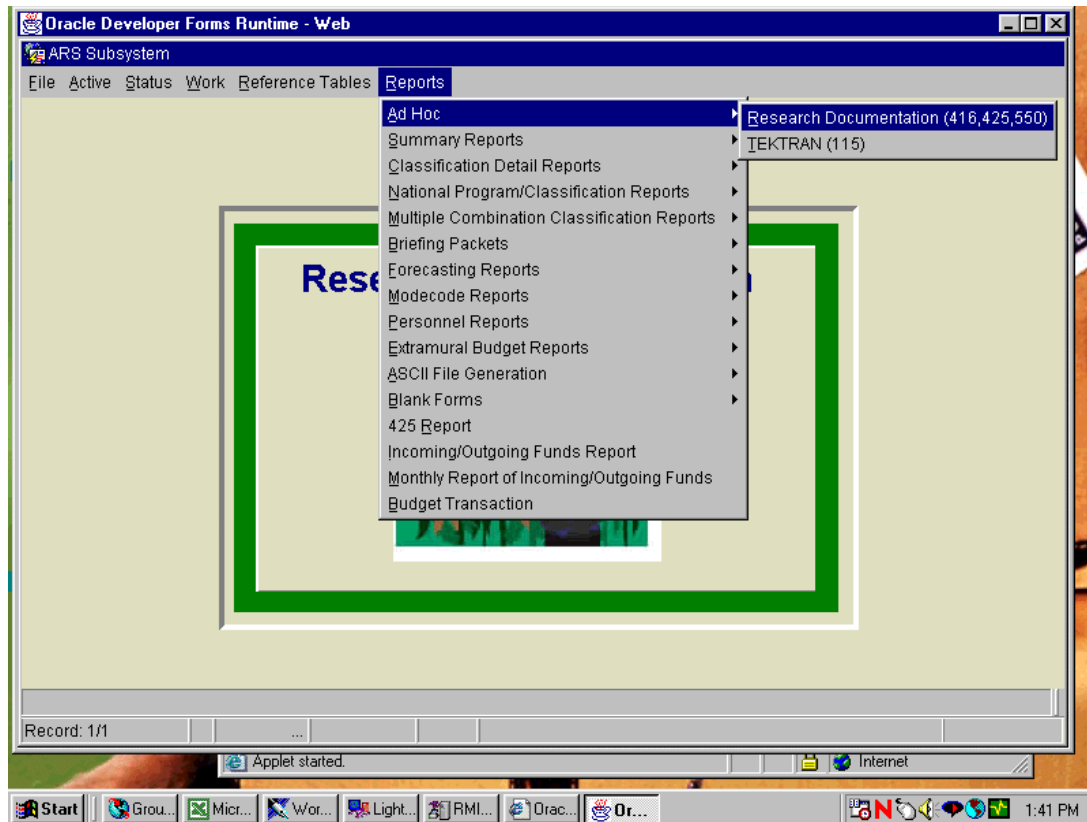 Oracle Developer Forms Runtime - Web
ARS Subsystem
File Active Status Work Reference Tables Reports
Ad Hoc
Research Documentation (416,425,550)
TEKTRAN (115)
Summary Reports
Classification Detail Reports
National Program/Classification Reports
Multiple Combination Classification Reports
Briefing Packets
Forecasting Reports
Modecode Reports
Personnel Reports
Extramural Budget Reports
ASCII File Generation
Blank Forms
425 Report
Incoming/Outgoing Funds Report
Monthly Report of Incoming/Outgoing Funds
Budget Transaction
Rese
Record: 1/1 ...
Applet started. Internet
Start Grou... Micr... Wor... Light... RMI... Orac... Or... N 1:41 PM